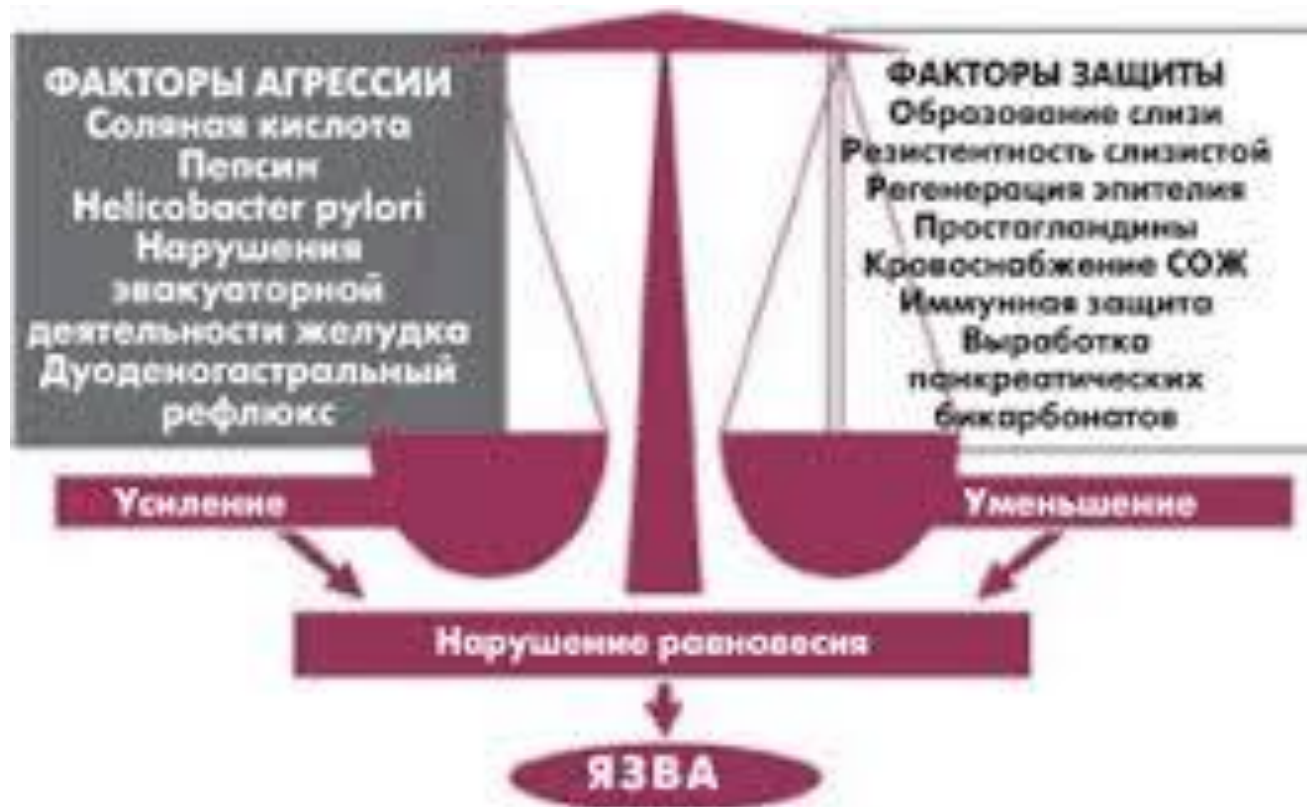 ФАКТОРЫ АГРЕССИИ
Соляная кислота
Пепсин
Helicobacter pylori
Нарушения
эвакуаторной
деятельности желудка
Дуоденогастральный
рефлюкс
ФАКТОРЫ ЗАЩИТЫ
Образование слизи
Резистентность слизистой
Регенерация эпителия
Простагландины
Кровоснабжение СОЖ
Иммунная защита
Выработка
панкреатических
бикарбонатов
Усиление
Уменьшение
Нарушение равновесия
ЯЗВА